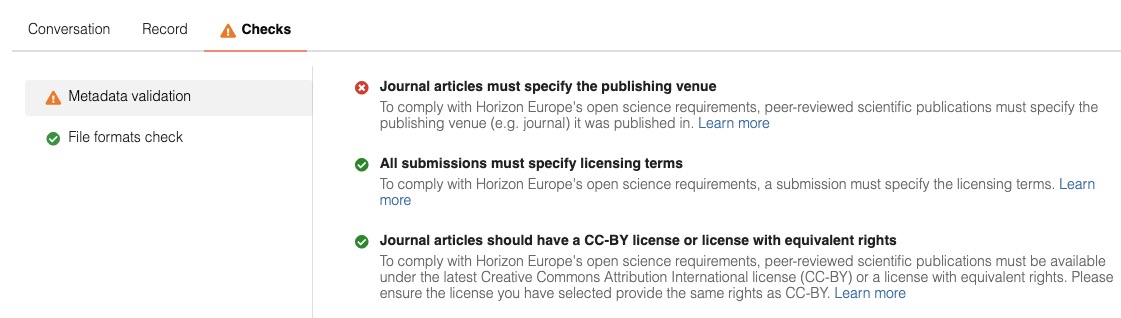 Conversation
Record
Checks
Metadata validation
File formats check
Journal articles must specify the publishing venue
To comply with Horizon Europe's open science requirements, peer-reviewed scientific publications must specify the
publishing venue (e.g. journal) it was published in. Learn more
All submissions must specify licensing terms
To comply with Horizon Europe's open science requirements, a submission must specify the licensing terms. Learn
more
Journal articles should have a CC-BY license or license with equivalent rights
To comply with Horizon Europe's open science requirements, peer-reviewed scientific publications must be available
under the latest Creative Commons Attribution International license (CC-BY) or a license with equivalent rights. Please
ensure the license you have selected provide the same rights as CC-BY. Learn more